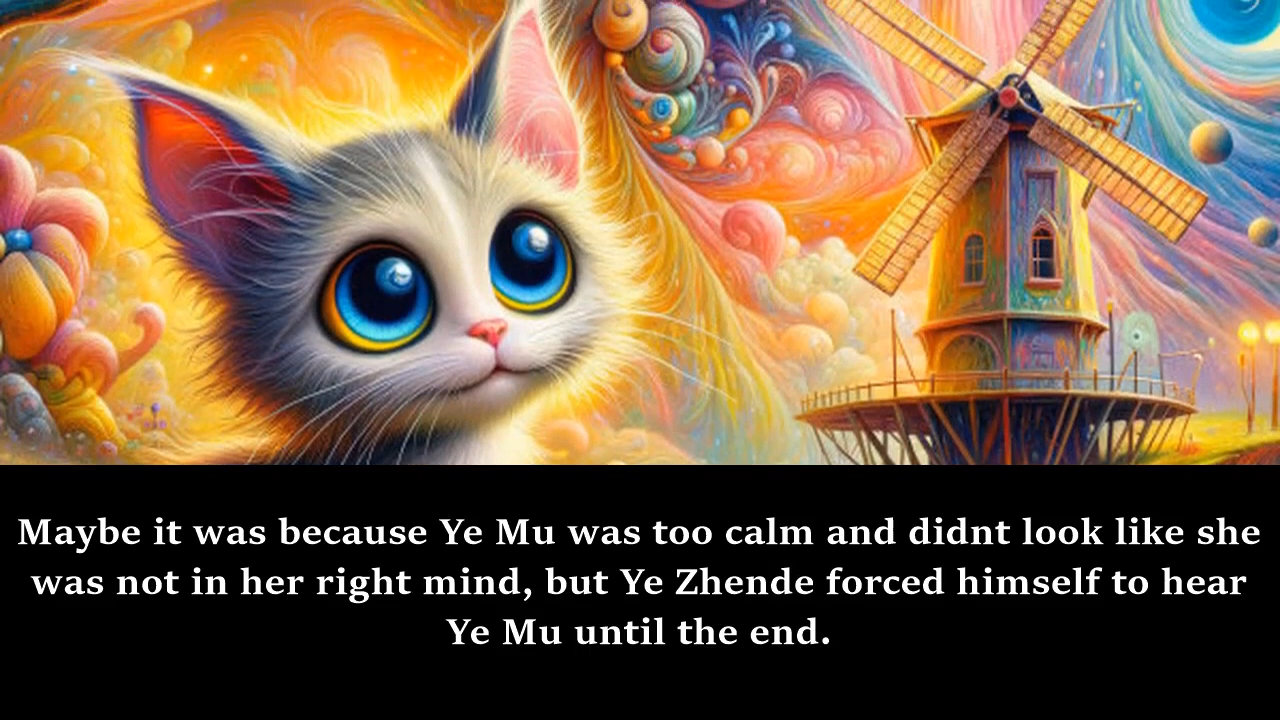 Maybe it was because Ye Mu was too calm and didnt look like she
was not in her right mind, but Ye Zhende forced himself to hear
Ye Mu until the end.